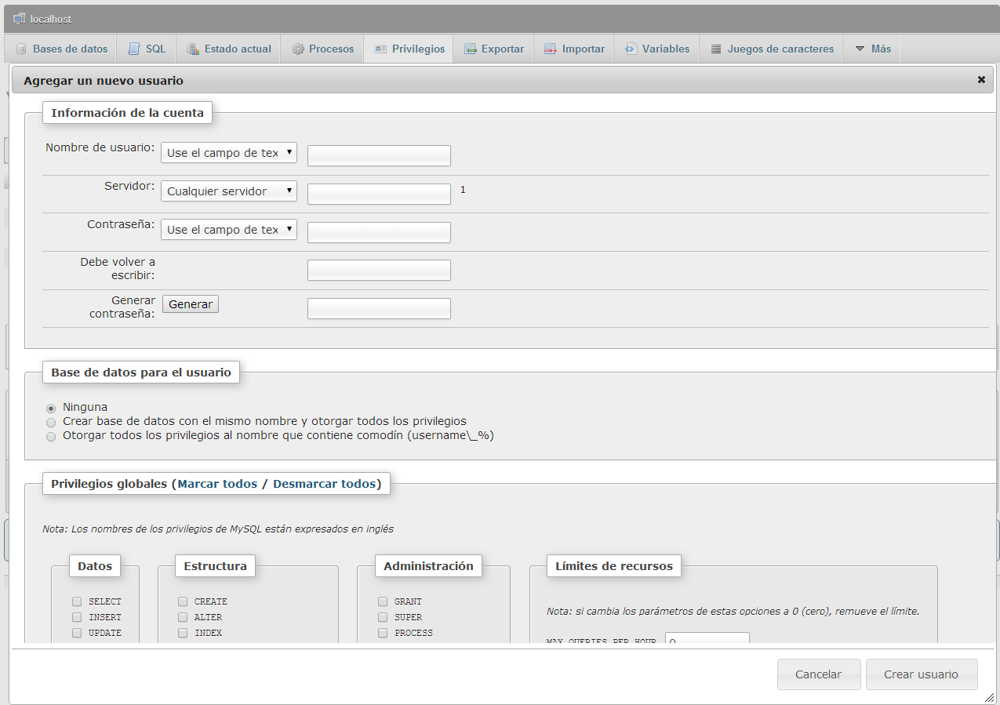 localhost
Bases de datos SQL Estado actual Procesos Privilegios Exportar Importar Variables Juegos de caracteres Más
Agregar un nuevo usuario
Información de la cuenta
Nombre de usuario: Use el campo de tex
Servidor: Cualquier servidor 1
Contraseña: Use el campo de tex
Debe volver a
escribir:
Generar
contraseña: Generar
Base de datos para el usuario
Ninguna
Crear base de datos con el mismo nombre y otorgar todos los privilegios
Otorgar todos los privilegios al nombre que contiene comodín (username\_%)
Privilegios globales (Marcar todos / Desmarcar todos)
Nota: Los nombres de los privilegios de MySQL están expresados en inglés
Datos Estructura Administración Límites de recursos
SELECT CREATE GRANT
Nota: si cambia los parámetros de estas opciones a 0 (cero), remueve el límite.
INSERT ALTER SUPER
UPDATE INDEX PROCESS
MAX QUERIES PER HOUR 0
Cancelar Crear usuario